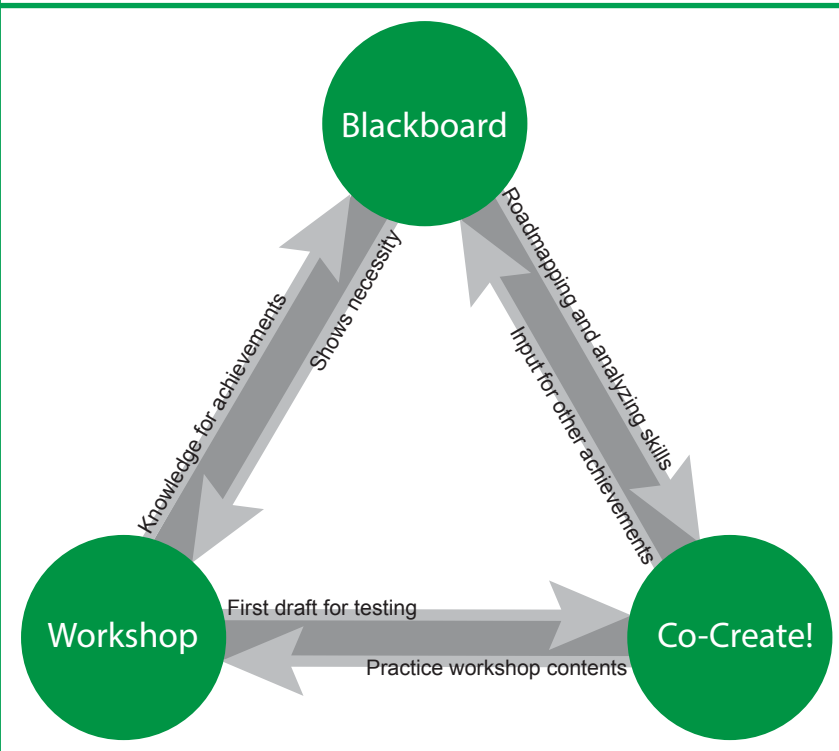 Blackboard
Roadmapping and analyzing skills
Input for other achievements
Knowledge for achievements
Shows necessity
Workshop
First draft for testing
Practice workshop contents
Co-Create!